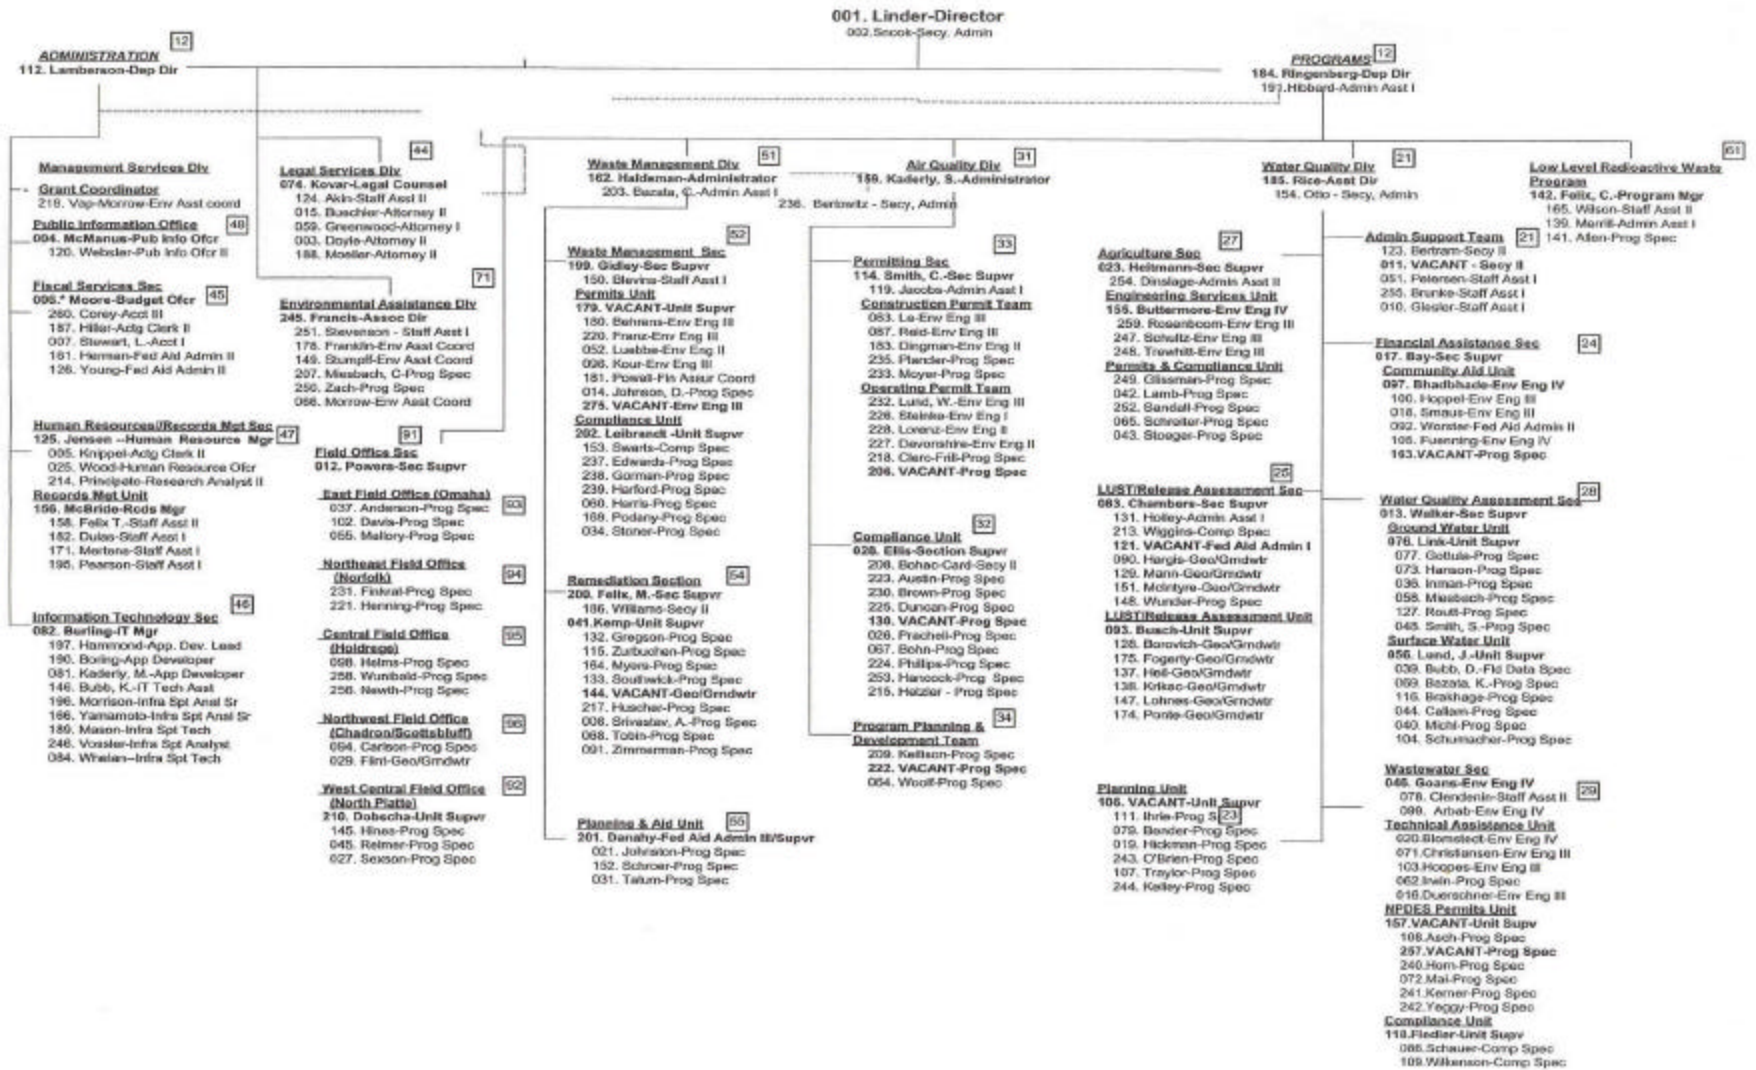 001. Linder-Director
002.Snook-Secy, Admin
12
ADMINISTRATION
112. Lamberson-Dep Dir
PROGRAMS 12
184. Ringenberg-Dep Dir
191.Hibbard-Admin Asst I
Management Services Div
Grant Coordinator
219. Vap-Morrow-Env Asst coord
Public Information Office 48
004. McManus-Pub Info Ofcr
120. Webster-Pub Info Ofcr II
Fiscal Services Sec
006.* Moore-Budget Ofcr 45
260. Corey-Acct III
187. Hiller-Actg Clerk II
007. Stewart, L.-Acct I
161. Herman-Fed Aid Admin II
126. Young-Fed Aid Admin II
Human Resources/Records Mgt Sec
125. Jensen --Human Resource Mgr 47
005. Knippel-Actg Clerk II
025. Wood-Human Resource Ofcr
214. Principato-Research Analyst II
Records Mgt Unit
156. McBride-Rcds Mgr
158. Felix T.-Staff Asst II
182. Dulas-Staff Asst I
171. Mertens-Staff Asst I
195. Pearson-Staff Asst I
46
Information Technology Sec
082. Burling-IT Mgr
197. Hammond-App. Dev. Lead
190. Boring-App Developer
081. Kaderly, M.-App Developer
146. Bubb, K.-IT Tech Asst
196. Morrison-Infra Spt Anal Sr
166. Yamamoto-Infra Spt Anal Sr
189. Mason-Infra Spt Tech
246. Vossler-Infra Spt Analyst
084. Whelan--Infra Spt Tech
44
Legal Services Div
074. Kovar-Legal Counsel
124. Akin-Staff Asst II
015. Buechler-Attorney II
059. Greenwood-Attorney I
003. Doyle-Attorney II
188. Moeller-Attorney II
71
Environmental Assistance Div
245. Francis-Assoc Dir
251. Stevenson - Staff Asst I
178. Franklin-Env Asst Coord
149. Stumpff-Env Asst Coord
207. Miesbach, C-Prog Spec
250. Zach-Prog Spec
066. Morrow-Env Asst Coord
91
Field Office Sec
012. Powers-Sec Supvr
East Field Office (Omaha)
037. Anderson-Prog Spec 93
102. Davis-Prog Spec
055. Mallory-Prog Spec
Northeast Field Office
(Norfolk) 94
231. Finkral-Prog Spec
221. Henning-Prog Spec
Central Field Office 95
(Holdrege)
098. Helms-Prog Spec
258. Wunibald-Prog Spec
256. Newth-Prog Spec
Northwest Field Office 96
(Chadron/Scottsbluff)
094. Carlson-Prog Spec
029. Flint-Geo/Grndwtr
West Central Field Office 92
(North Platte)
210. Dobscha-Unit Supvr
145. Hines-Prog Spec
045. Reimer-Prog Spec
027. Sexson-Prog Spec
Waste Management Div 51
162. Haldeman-Administrator
203. Bazata, C.-Admin Asst I
52
Waste Management Sec
199. Gidley-Sec Supvr
150. Blevins-Staff Asst I
Permits Unit
179. VACANT-Unit Supvr
180. Behrens-Env Eng III
220. Franz-Env Eng III
052. Luebbe-Env Eng II
096. Kour-Env Eng III
181. Powell-Fin Assur Coord
014. Johnson, D.-Prog Spec
275. VACANT-Env Eng III
Compliance Unit
202. Leibrandt -Unit Supvr
153. Swarts-Comp Spec
237. Edwards-Prog Spec
238. Gorman-Prog Spec
239. Harford-Prog Spec
060. Harris-Prog Spec
169. Podany-Prog Spec
034. Stoner-Prog Spec
Remediation Section 54
200. Felix, M.-Sec Supvr
186. Williams-Secy II
041.Kemp-Unit Supvr
132. Gregson-Prog Spec
115. Zurbuchen-Prog Spec
164. Myers-Prog Spec
133. Southwick-Prog Spec
144. VACANT-Geo/Grndwtr
217. Huscher-Prog Spec
008. Srivastav, A.-Prog Spec
068. Tobin-Prog Spec
091. Zimmerman-Prog Spec
Planning & Aid Unit 55
201. Danahy-Fed Aid Admin III/Supvr
021. Johnston-Prog Spec
152. Schroer-Prog Spec
031. Tatum-Prog Spec
Air Quality Div 31
159. Kaderly, S.-Administrator
236. Berlowitz - Secy, Admin
33
Permitting Sec
114. Smith, C.-Sec Supvr
119. Jacobs-Admin Asst I
Construction Permit Team
063. Le-Env Eng III
087. Reid-Env Eng III
183. Dingman-Env Eng II
235. Plander-Prog Spec
233. Moyer-Prog Spec
Operating Permit Team
232. Lund, W.-Env Eng III
226. Steinke-Env Eng I
228. Lorenz-Env Eng II
227. Devonshire-Env Eng II
218. Clerc-Frill-Prog Spec
206. VACANT-Prog Spec
32
Compliance Unit
028. Ellis-Section Supvr
208. Bohac-Card-Secy II
223. Austin-Prog Spec
230. Brown-Prog Spec
225. Duncan-Prog Spec
130. VACANT-Prog Spec
026. Pracheil-Prog Spec
067. Bohn-Prog Spec
224. Phillips-Prog Spec
253. Hancock-Prog Spec
215. Hetzler - Prog Spec
34
Program Planning &
Development Team
209. Kellison-Prog Spec
222. VACANT-Prog Spec
064. Woolf-Prog Spec
Water Quality Div 21
185. Rice-Asst Dir
154. Otto - Secy, Admin
27
Agriculture Sec
023. Heitmann-Sec Supvr
254. Dinslage-Admin Asst II
Engineering Services Unit
155. Buttermore-Env Eng IV
259. Rosenboom-Env Eng III
247. Schultz-Env Eng III
248. Trewhitt-Env Eng III
Permits & Compliance Unit
249. Glissman-Prog Spec
042. Lamb-Prog Spec
252. Sandall-Prog Spec
065. Schroiter-Prog Spec
043. Stoeger-Prog Spec
25
LUST/Release Assessment Sec
083. Chambers-Sec Supvr
131. Holley-Admin Asst I
213. Wiggins-Comp Spec
121. VACANT-Fed Aid Admin I
090. Hargis-Geo/Grndwtr
129. Mann-Geo/Grndwtr
151. McIntyre-Geo/Grndwtr
148. Wunder-Prog Spec
LUST/Release Assessment Unit
093. Busch-Unit Supvr
128. Borovich-Geo/Grndwtr
175. Fogerty-Geo/Grndwtr
137. Heil-Geo/Grndwtr
138. Krikac-Geo/Grndwtr
147. Lohnes-Geo/Grndwtr
174. Ponte-Geo/Grndwtr
Planning Unit
106. VACANT-Unit Supvr
111. Ihrie-Prog S 23
079. Bender-Prog Spec
019. Hickman-Prog Spec
243. O'Brien-Prog Spec
107. Traylor-Prog Spec
244. Kelley-Prog Spec
Admin Support Team 21
123. Bertram-Secy II
011. VACANT - Secy II
051. Petersen-Staff Asst I
255. Brunke-Staff Asst I
010. Giesler-Staff Asst I
Financial Assistance Sec 24
017. Bay-Sec Supvr
Community Aid Unit
097. Bhadbhade-Env Eng IV
100. Hoppel-Env Eng III
018. Smaus-Env Eng III
092. Worster-Fed Aid Admin II
105. Fuenning-Env Eng IV
163.VACANT-Prog Spec
Water Quality Assessment Sec 28
013. Walker-Sec Supvr
Ground Water Unit
076. Link-Unit Supvr
077. Gottula-Prog Spec
073. Hanson-Prog Spec
036. Inman-Prog Spec
058. Miesbach-Prog Spec
127. Routt-Prog Spec
048. Smith, S.-Prog Spec
Surface Water Unit
056. Lund, J.-Unit Supvr
039. Bubb, D.-Fld Data Spec
069. Bazata, K.-Prog Spec
116. Brakhage-Prog Spec
044. Callam-Prog Spec
040. Michl-Prog Spec
104. Schumacher-Prog Spec
Wastewater Sec
046. Goans-Env Eng IV
078. Clendenin-Staff Asst II 29
099. Arbab-Env Eng IV
Technical Assistance Unit
020.Blomstedt-Env Eng IV
071.Christiansen-Env Eng III
103.Hoopes-Env Eng III
062.Irwin-Prog Spec
016.Duerschner-Env Eng III
NPDES Permits Unit
157.VACANT-Unit Supv
108.Asch-Prog Spec
257.VACANT-Prog Spec
240.Horn-Prog Spec
072.Mai-Prog Spec
241.Kerner-Prog Spec
242.Yeggy-Prog Spec
Compliance Unit
110.Fiedler-Unit Supv
086.Schauer-Comp Spec
109.Wilkenson-Comp Spec
61
Low Level Radioactive Waste
Program
142. Felix, C.-Program Mgr
165. Wilson-Staff Asst II
139. Merrill-Admin Asst I
141. Allen-Prog Spec